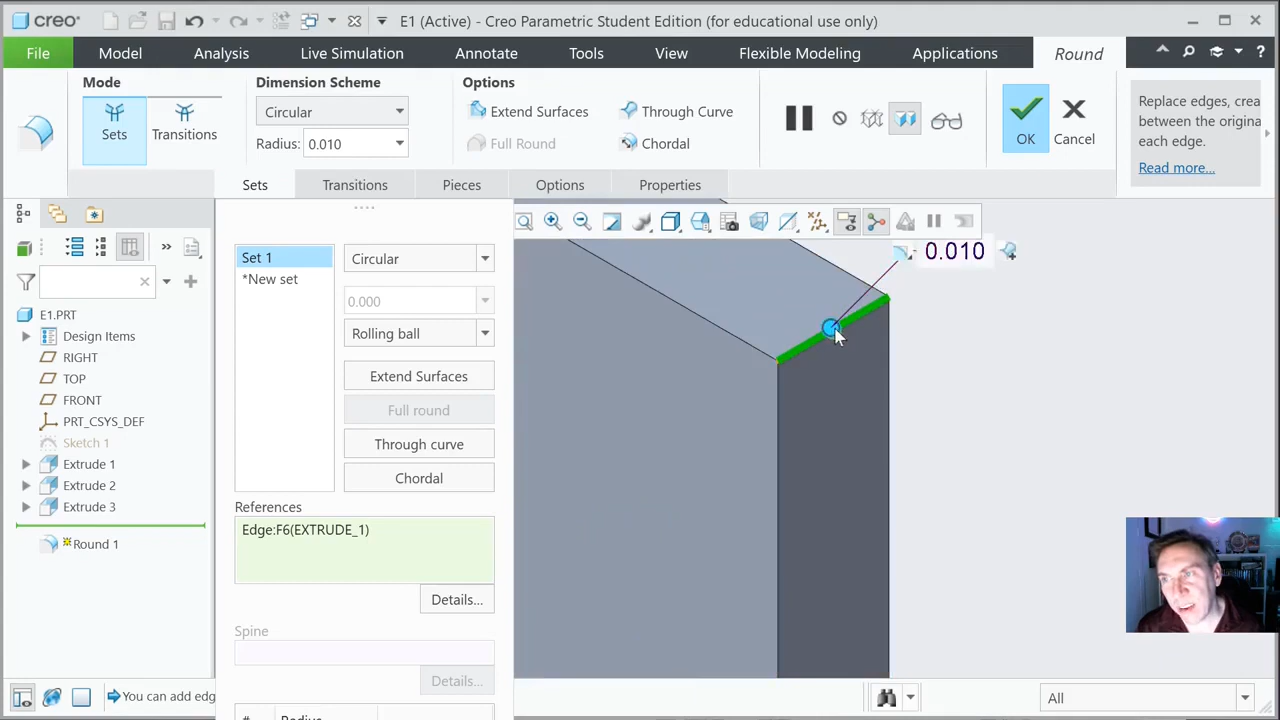 creo
E1 (Active) - Creo Parametric Student Edition (for educational use only)
File
Model
Analysis
Live Simulation
Annotate
Tools
View
Flexible Modeling
Applications
Round
Mode
Sets
Transitions
Dimension Scheme
Circular
Radius: 0.010
Options
Extend Surfaces
Through Curve
Full Round
Chordal
OK
Cancel
Replace edges, crea
between the origina
each edge.
Read more...
Sets
Transitions
Pieces
Options
Properties
E1.PRT
Design Items
RIGHT
TOP
FRONT
PRT_CSYS_DEF
Sketch 1
Extrude 1
Extrude 2
Extrude 3
Round 1
Set 1
*New set
Circular
0.000
Rolling ball
Extend Surfaces
Full round
Through curve
Chordal
References
Edge:F6(EXTRUDE_1)
Details...
Spine
Details...
# Radius
0.010
You can add edg
All